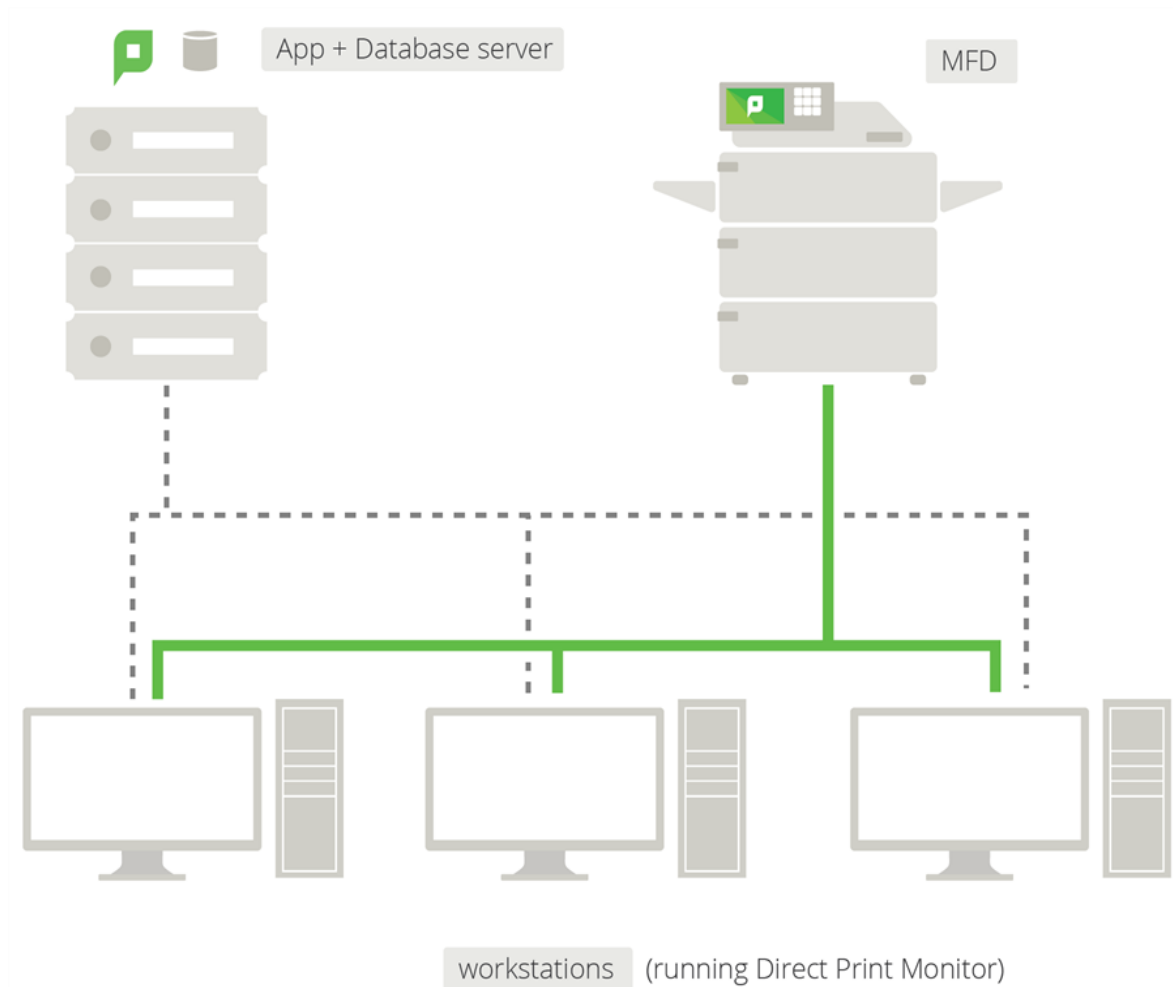 App + Database server
MFD
workstations (running Direct Print Monitor)